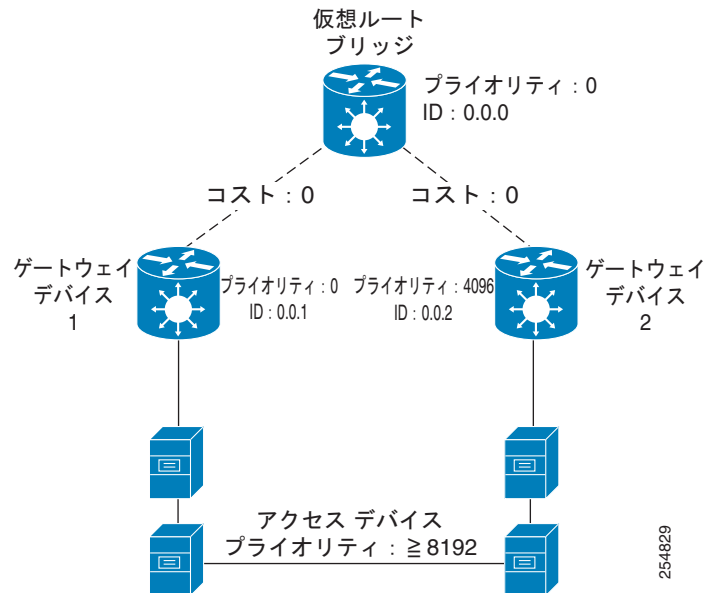 仮想ルート
ブリッジ
プライオリティ：0
ID：0.0.0
コスト：0
コスト：0
ゲートウェイ
デバイス
1
プライオリティ：0
ID：0.0.1
プライオリティ：4096
ID：0.0.2
ゲートウェイ
デバイス
2
アクセス デバイス
プライオリティ：≧8192
254829